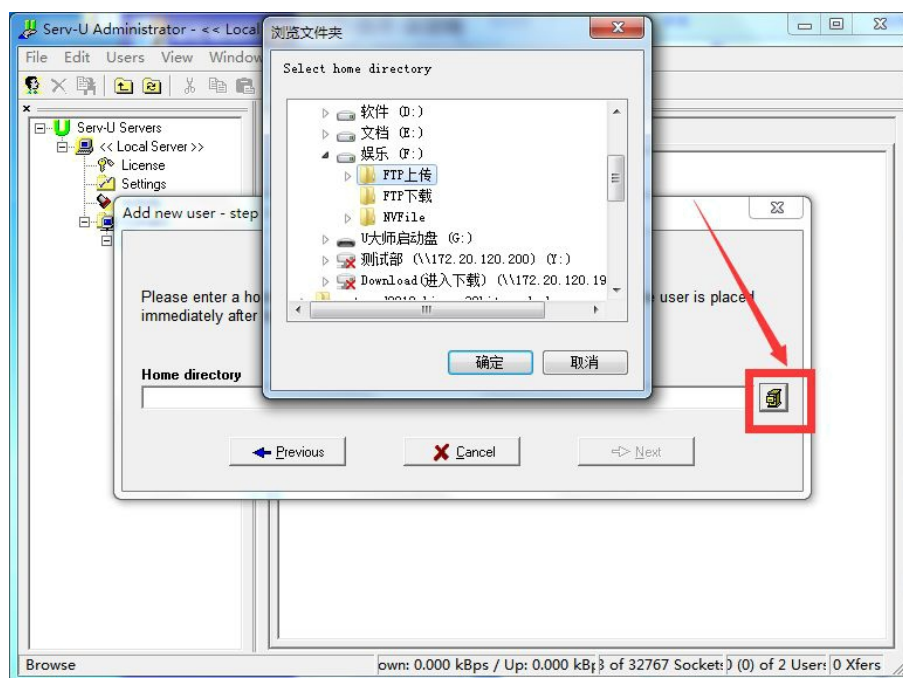 Serv-U Administrator - << Local
File Edit Users View Window
Serv-U Servers
<< Local Server >>
License
Settings
浏览文件夹
Select home directory
软件 (D:)
文档 (E:)
娱乐 (F:)
FTP上传
FTP下载
NVFile
U大师启动盘 (G:)
测试部 (\\172.20.120.200) (Y:)
Download(进入下载) (\\172.20.120.19
确定 取消
Add new user - step
Please enter a ho
user is placed
immediately after
Home directory
Previous Cancel Next
Browse
own: 0.000 kBps / Up: 0.000 kBp
of 32767 Sockets
(0) of 2 Users
0 Xfers